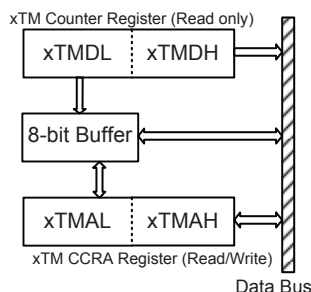 xTM Counter Register (Read only)
xTMDL xTMDH
8-bit Buffer
xTMAL xTMAH
xTM CCRA Register (Read/Write)
Data Bus